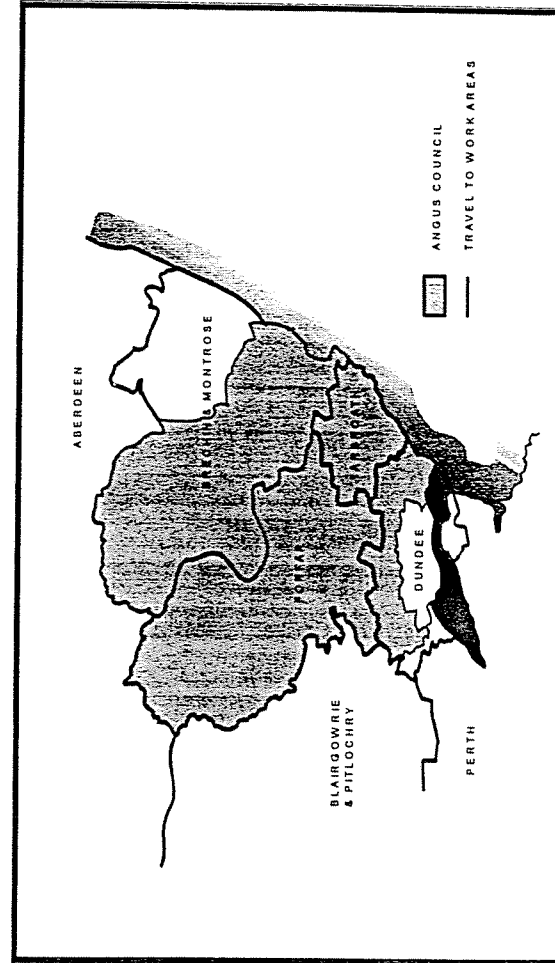 ABERDEEN
BRECHIN & MONTROSE
FORFAR
ARBROATH
BLAIRGOWRIE
& PITLOCHRY
DUNDEE
PERTH
ANGUS COUNCIL
TRAVEL TO WORK AREAS